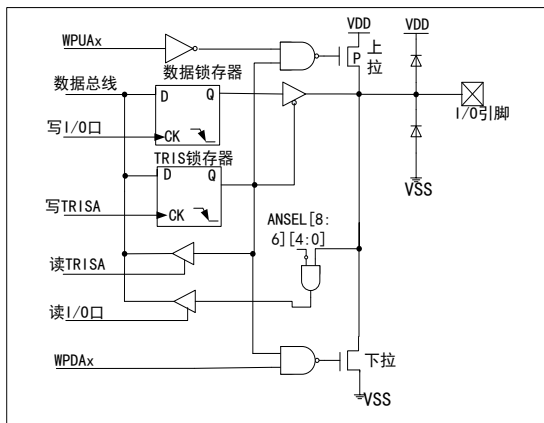 VDD
VDD
WPUAx
上
拉
P
数据总线
数据锁存器
D
Q
I/O引脚
写I/O口
CK
TRIS锁存器
D
Q
VSS
写TRISA
CK
ANSEL[8:
6][4:0]
读TRISA
读I/O口
WPDAx
下拉
VSS